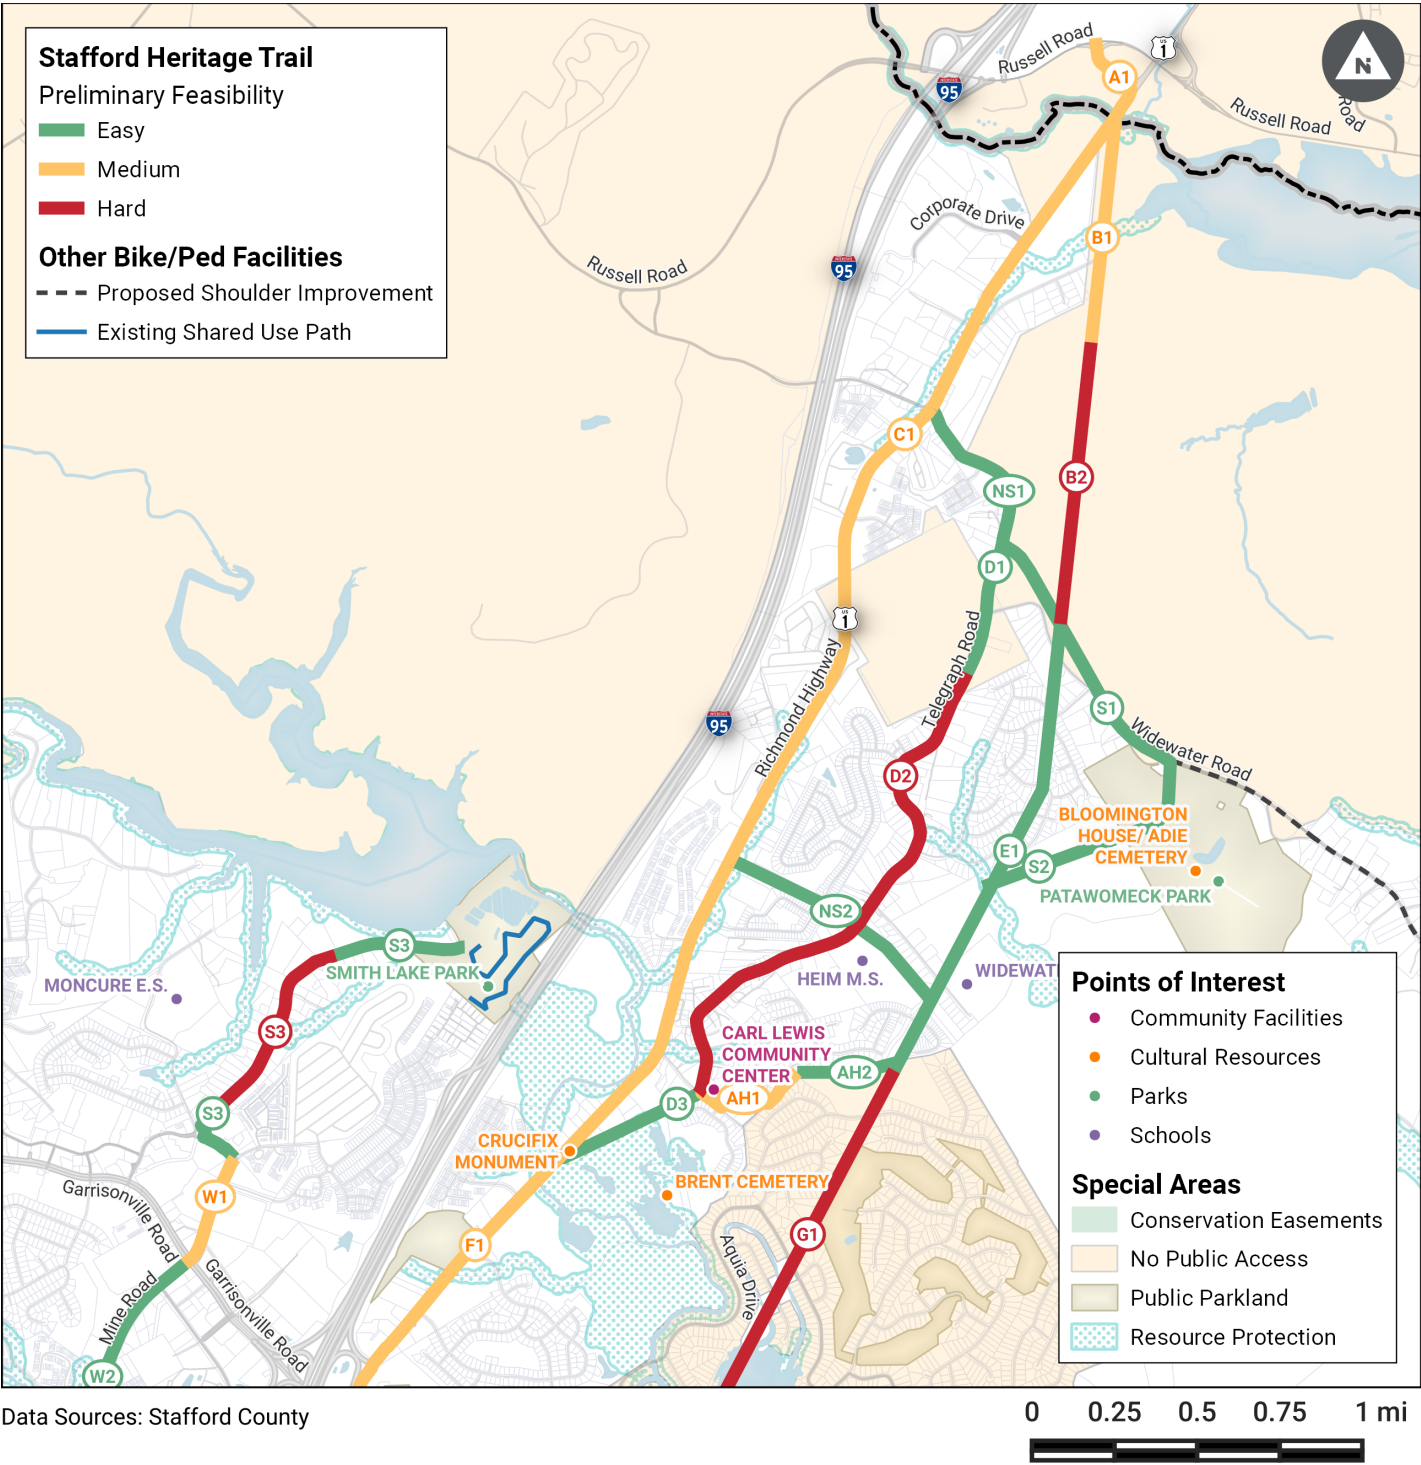 Stafford Heritage Trail
Preliminary Feasibility
Easy
Medium
Hard
Other Bike/Ped Facilities
Proposed Shoulder Improvement
Existing Shared Use Path
Russell Road
US
1
A1
N
Road
INTERSTATE
95
Russell Road
Corporate Drive
B1
Russell Road
INTERSTATE
95
C1
NS1
B2
D1
US
1
Telegraph Road
Richmond Highway
S1
INTERSTATE
95
Widewater Road
D2
BLOOMINGTON
HOUSE/ ADIE
CEMETERY
E1
S2
PATAWOMECK PARK
NS2
S3
SMITH LAKE PARK
MONCURE E.S.
HEIM M.S.
WIDEWAT
S3
CARL LEWIS
COMMUNITY
CENTER
AH2
AH1
D3
S3
CRUCIFIX
MONUMENT
BRENT CEMETERY
W1
Garrisonville Road
F1
G1
Aquia Drive
Garrisonville Road
Mine Road
W2
Points of Interest
Community Facilities
Cultural Resources
Parks
Schools
Special Areas
Conservation Easements
No Public Access
Public Parkland
Resource Protection
Data Sources: Stafford County
0 0.25 0.5 0.75 1 mi